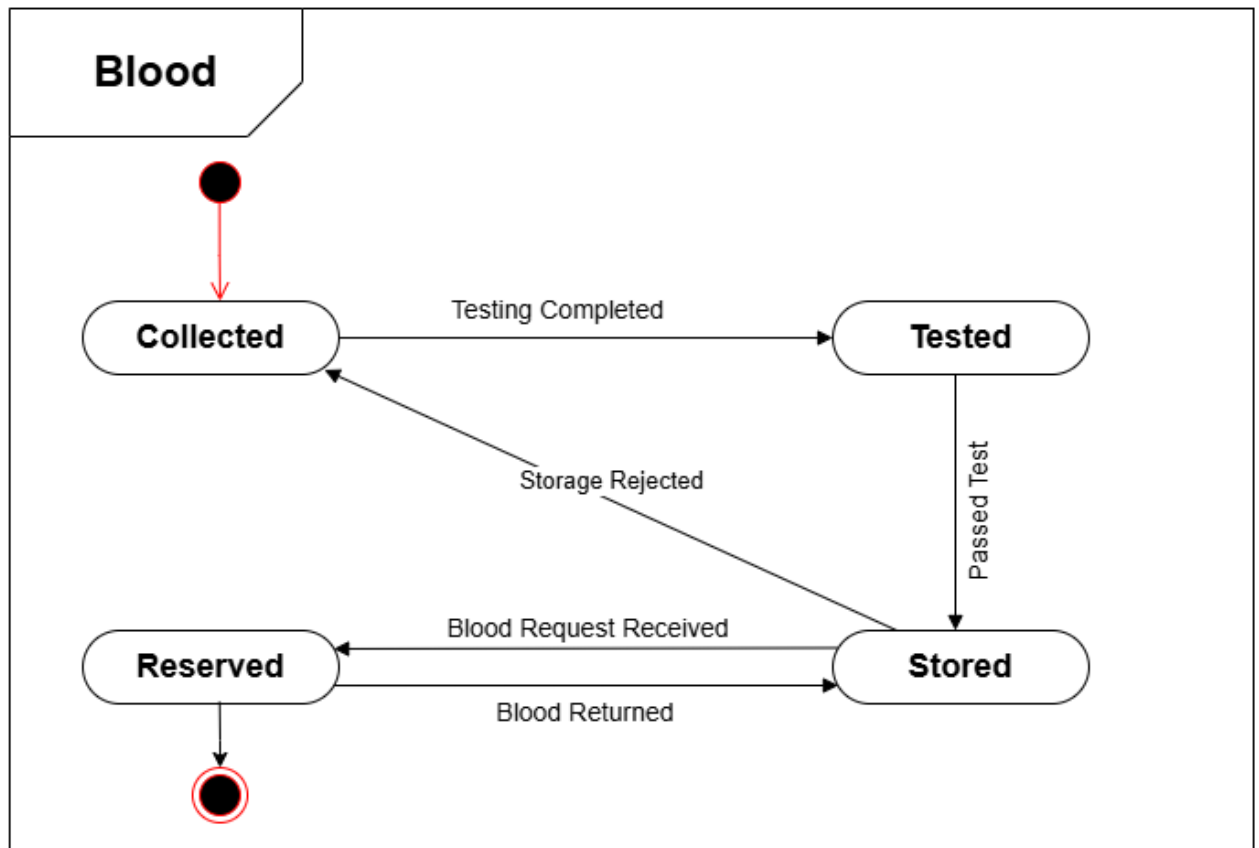 Blood
Testing Completed
Collected
Tested
Storage Rejected
Passed Test
Blood Request Received
Reserved
Stored
Blood Returned